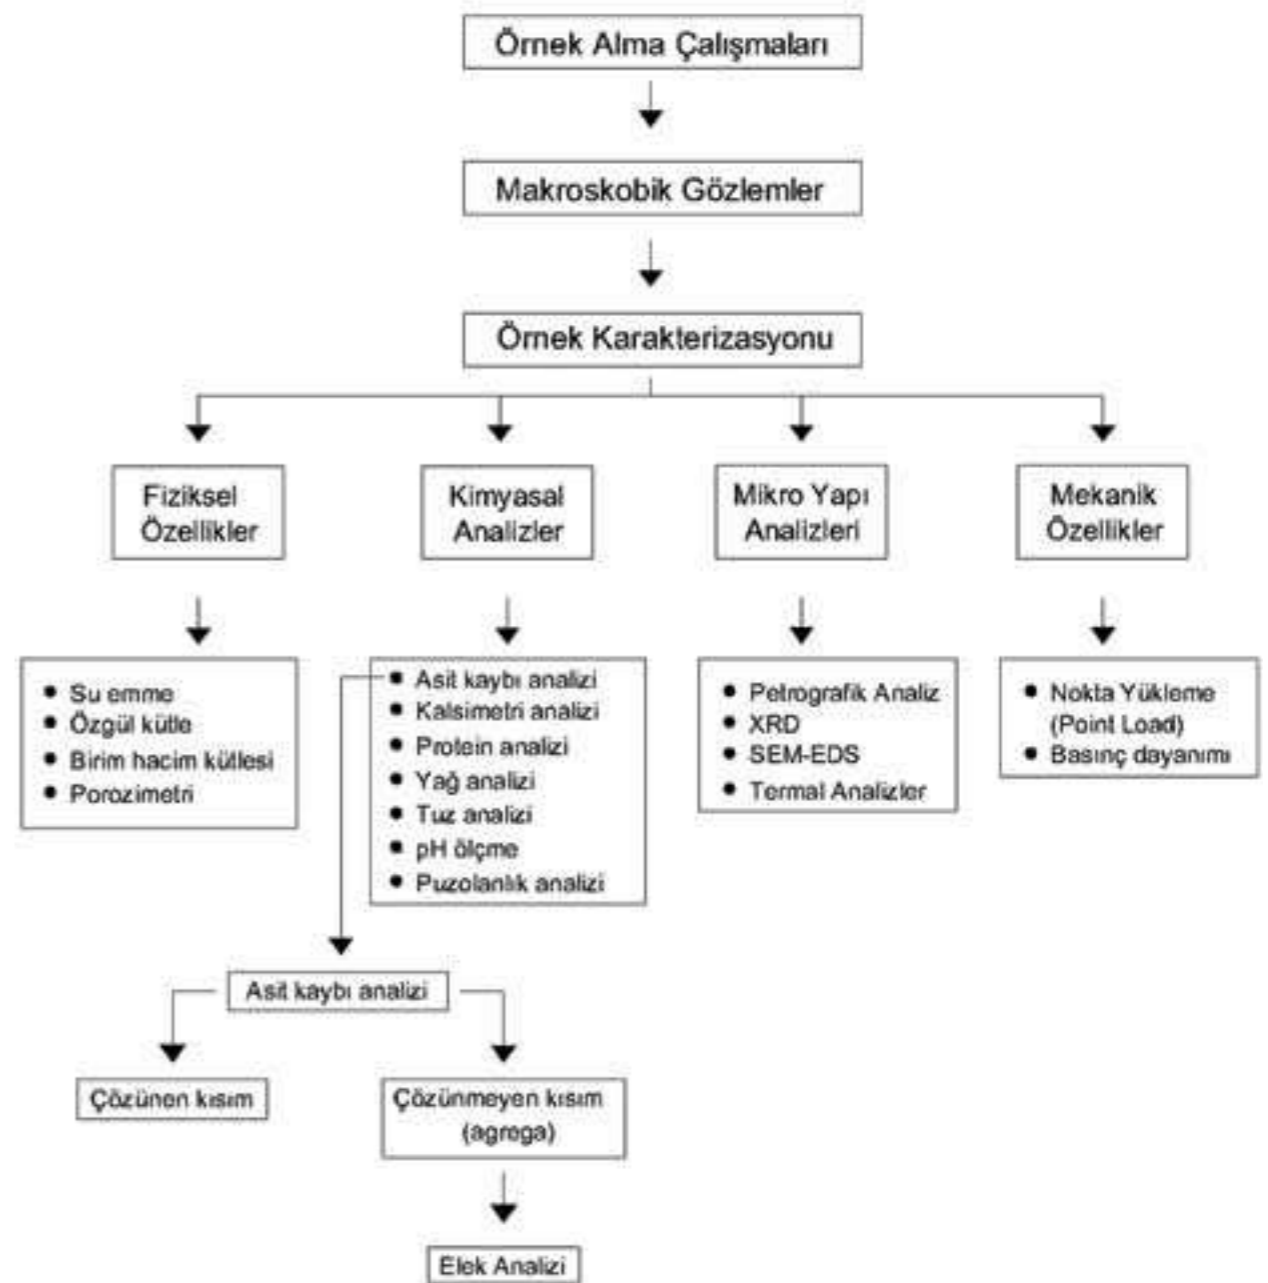 Örnek Alma Çalışmaları
Makroskobik Gözlemler
Örnek Karakterizasyonu
Fiziksel
Özellikler
Kimyasal
Analizler
Mikro Yapı
Analizleri
Mekanik
Özellikler
• Su emme
• Özgül kütle
• Birim hacim kütlesi
• Porozimetri
• Asit kaybı analizi
• Kalsimetri analizi
• Protein analizi
• Yağ analizi
• Tuz analizi
• pH ölçme
• Puzolanlık analizi
• Petrografik Analiz
• XRD
• SEM-EDS
• Termal Analizler
• Nokta Yükleme
(Point Load)
• Basınç dayanımı
Asit kaybı analizi
Çözünen kısım
Çözünmeyen kısım
(agrega)
Elek Analizi